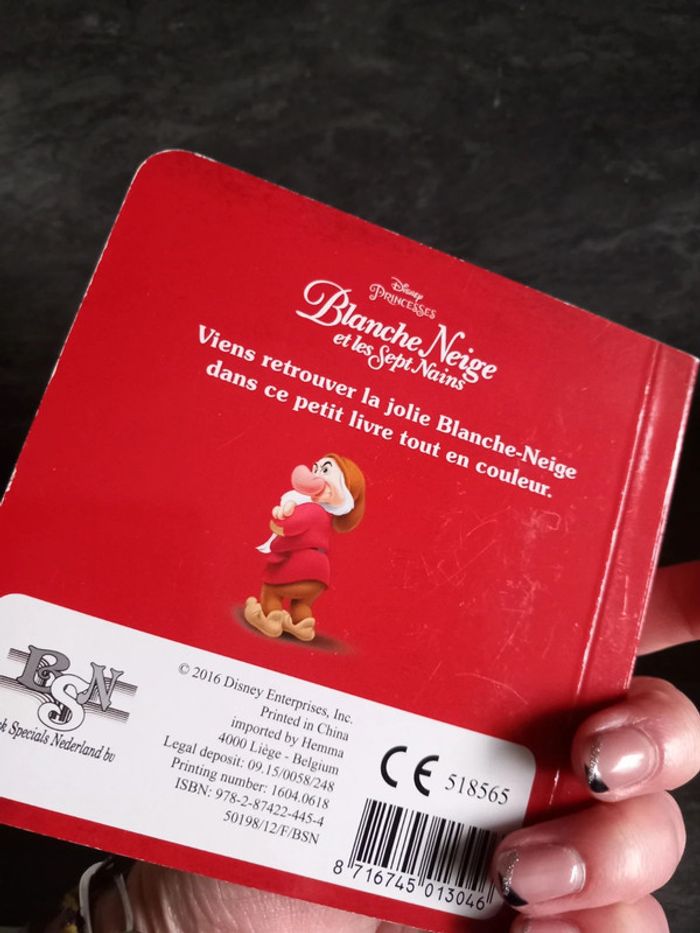 Disney
PRINCESSES
Blanche Neige
et les Sept Nains
Viens retrouver la jolie Blanche-Neige
dans ce petit livre tout en couleur.
BSN
Specials Nederland bv
© 2016 Disney Enterprises, Inc.
Printed in China
imported by Hemma
4000 Liège - Belgium
Legal deposit: 09.15/0058/248
Printing number: 1604.0618
ISBN: 978-2-87422-445-4
50198/12/F/BSN
CE 518565
8 716745 013046